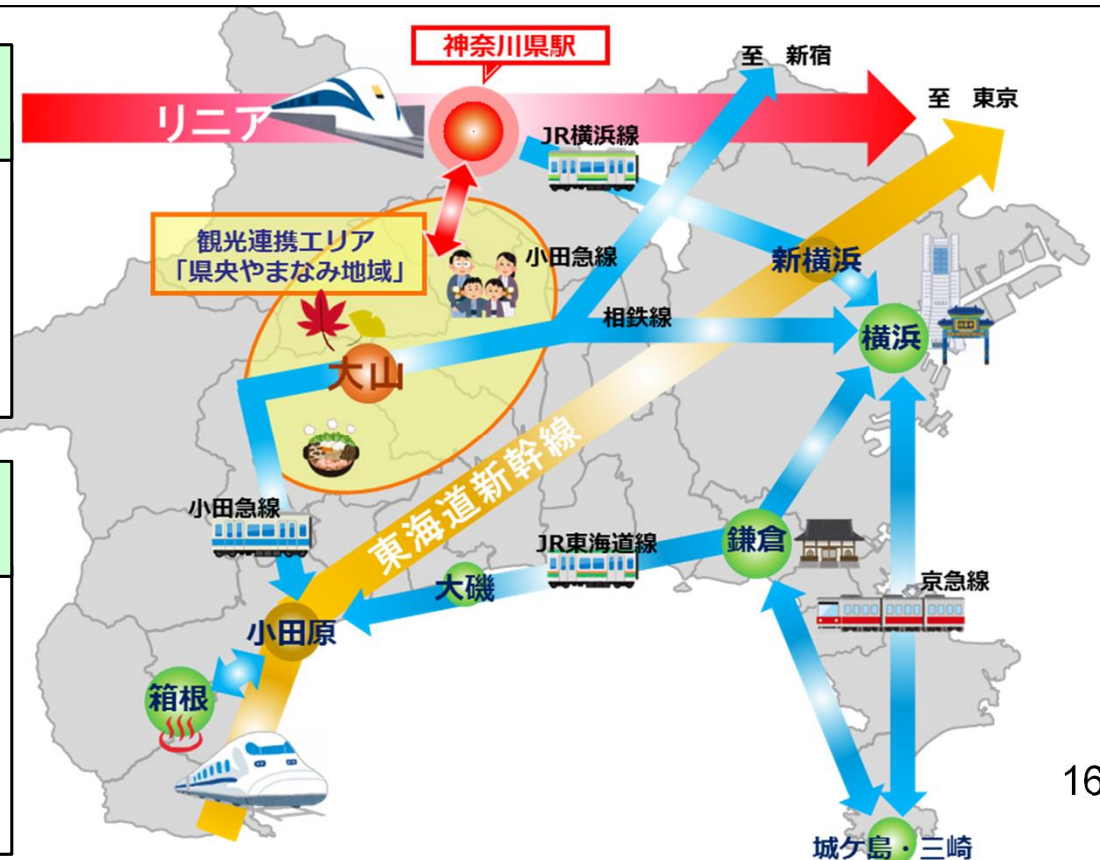 神奈川県駅
至 新宿
リニア
至 東京
JR横浜線
観光連携エリア
「県央やまなみ地域」
小田急線
新横浜
相鉄線
横浜
大山
東海道新幹線
小田急線
JR東海道線
鎌倉
大磯
京急線
小田原
箱根
16
城ケ島・三崎